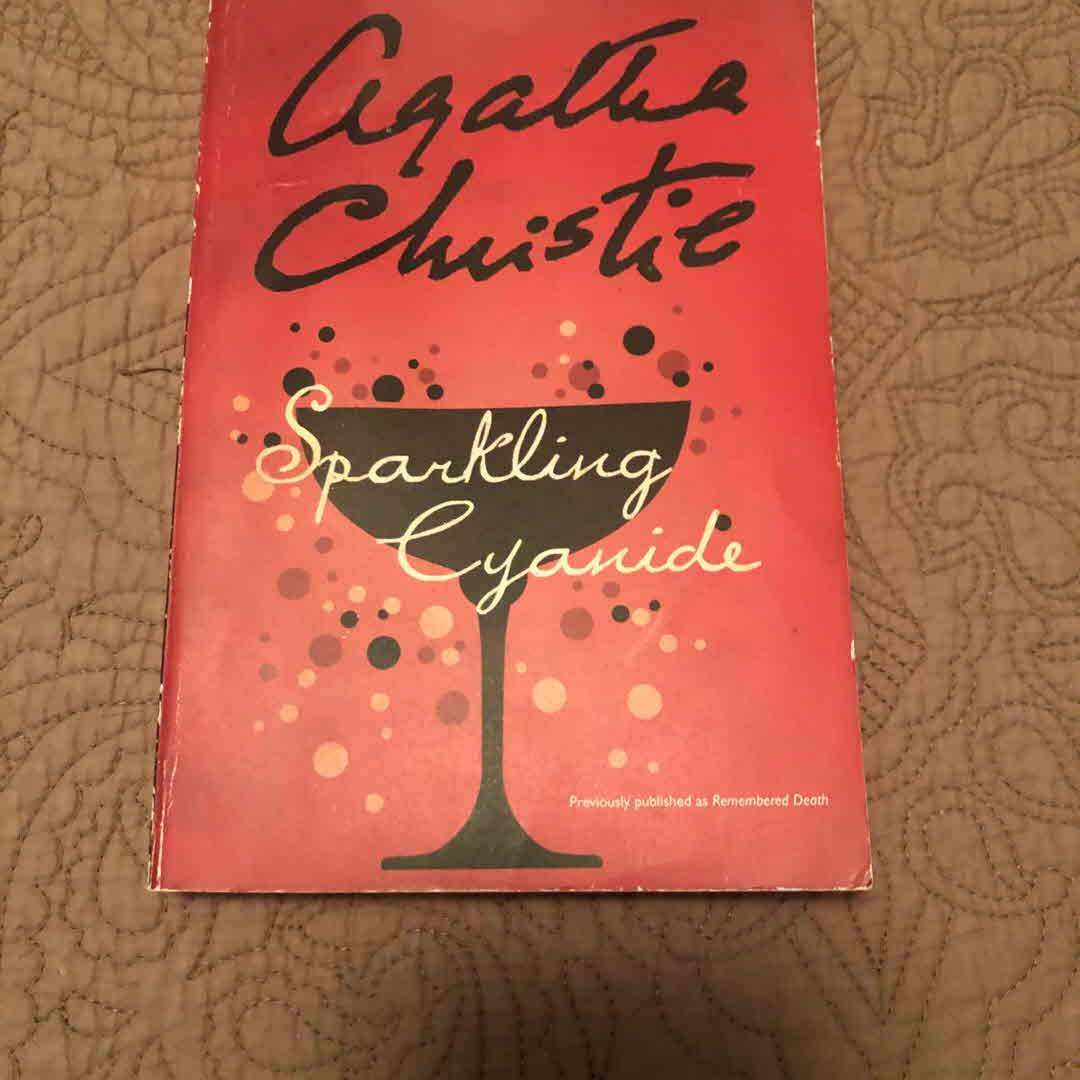 Agatha
Christie
Sparkling
Cyanide
Previously published as Remembered Death